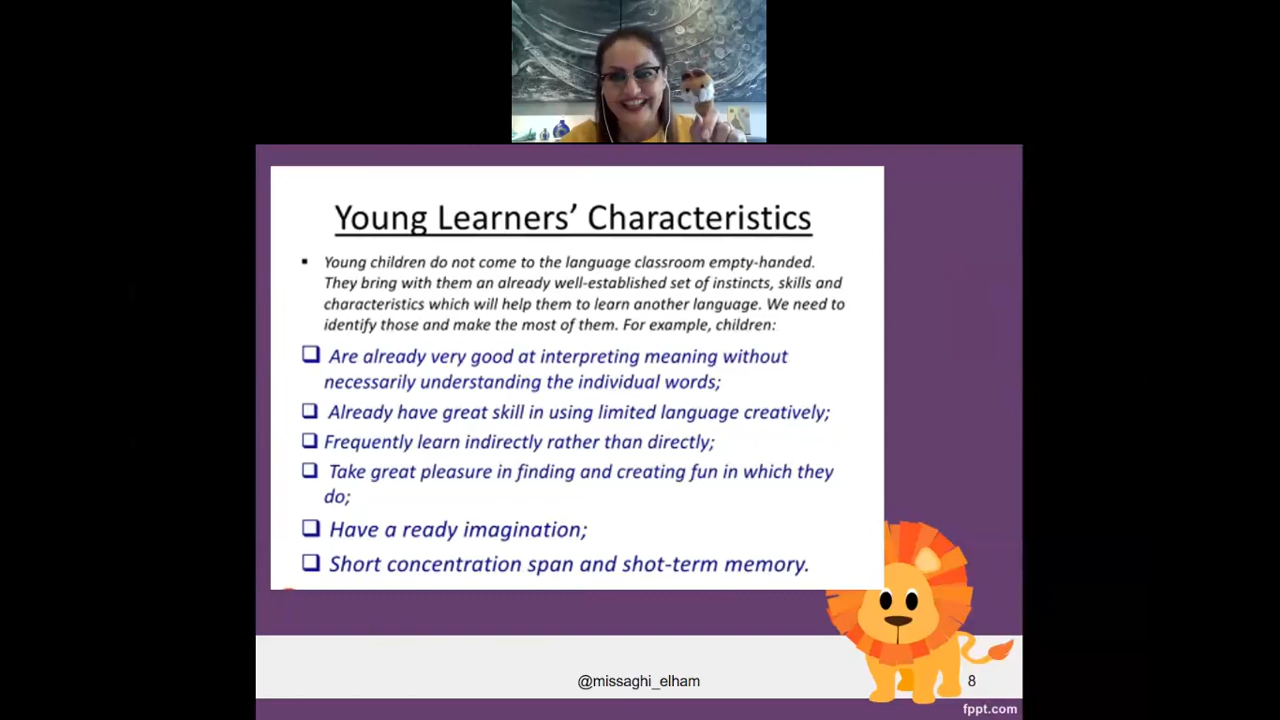 Young Learners’ Characteristics
Young children do not come to the language classroom empty-handed.
They bring with them an already well-established set of instincts, skills and
characteristics which will help them to learn another language. We need to
identify those and make the most of them. For example, children:
Are already very good at interpreting meaning without
necessarily understanding the individual words;
Already have great skill in using limited language creatively;
Frequently learn indirectly rather than directly;
Take great pleasure in finding and creating fun in which they
do;
Have a ready imagination;
Short concentration span and shot-term memory.
@missaghi_elham
8
fppt.com